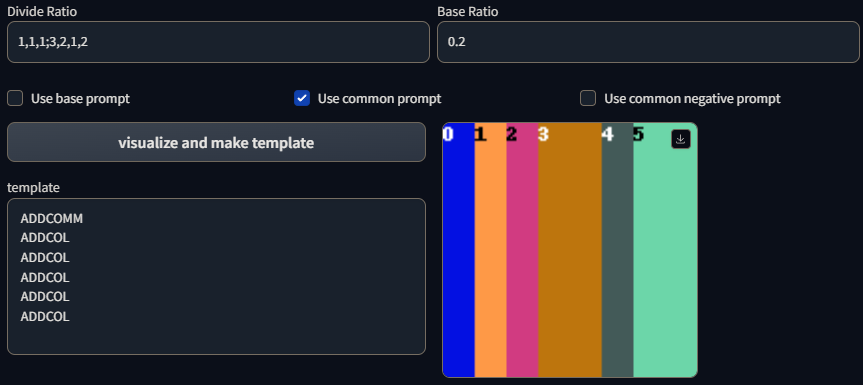 Divide Ratio
Base Ratio
1,1,1;3,2,1,2
0.2
Use base prompt
Use common prompt
Use common negative prompt
visualize and make template
0 1 2 3 4 5
template
ADDCOMM
ADDCOL
ADDCOL
ADDCOL
ADDCOL
ADDCOL